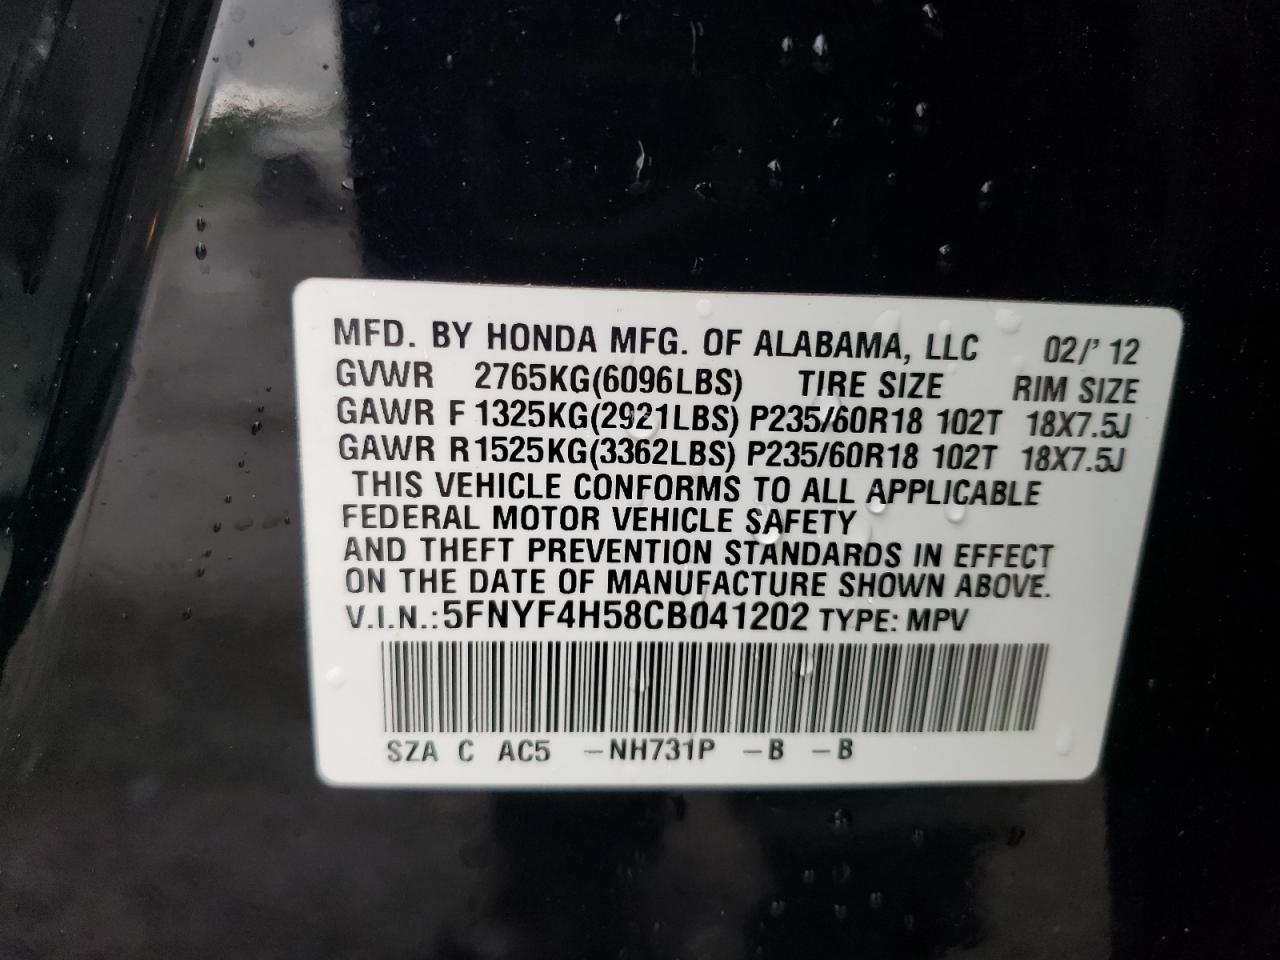 MFD. BY HONDA MFG. OF ALABAMA, LLC 02/' 12
GVWR 2765KG(6096LBS) TIRE SIZE RIM SIZE
GAWR F 1325KG(2921LBS) P235/60R18 102T 18X7.5J
GAWR R 1525KG(3362LBS) P235/60R18 102T 18X7.5J
THIS VEHICLE CONFORMS TO ALL APPLICABLE
FEDERAL MOTOR VEHICLE SAFETY
AND THEFT PREVENTION STANDARDS IN EFFECT
ON THE DATE OF MANUFACTURE SHOWN ABOVE.
V.I.N.: 5FNYF4H58CB041202 TYPE: MPV
SZA C AC5 -NH731P -B -B